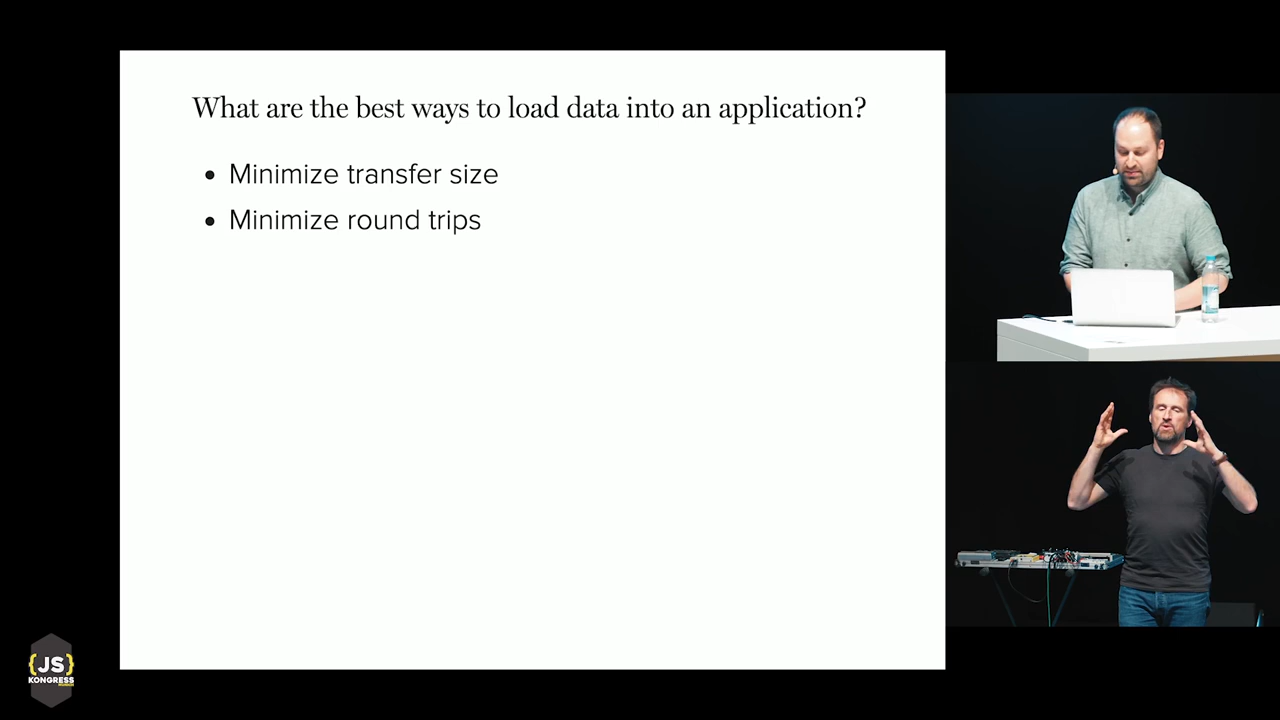 What are the best ways to load data into an application?
• Minimize transfer size
• Minimize round trips
{JS}
KONGRESS